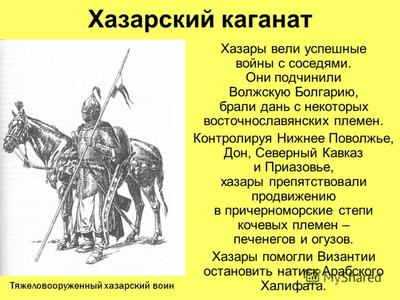 Хазарский каганат
Хазары вели успешные
войны с соседями.
Они подчинили
Волжскую Болгарию,
брали дань с некоторых
восточнославянских племен.
Контролируя Нижнее Поволжье,
Дон, Северный Кавказ
и Приазовье,
хазары препятствовали
продвижению
в причерноморские степи
кочевых племен –
печенегов и огузов.
Хазары помогли Византии
остановить натиск Арабского
Халифата.
Тяжеловооруженный хазарский воин
MyShared